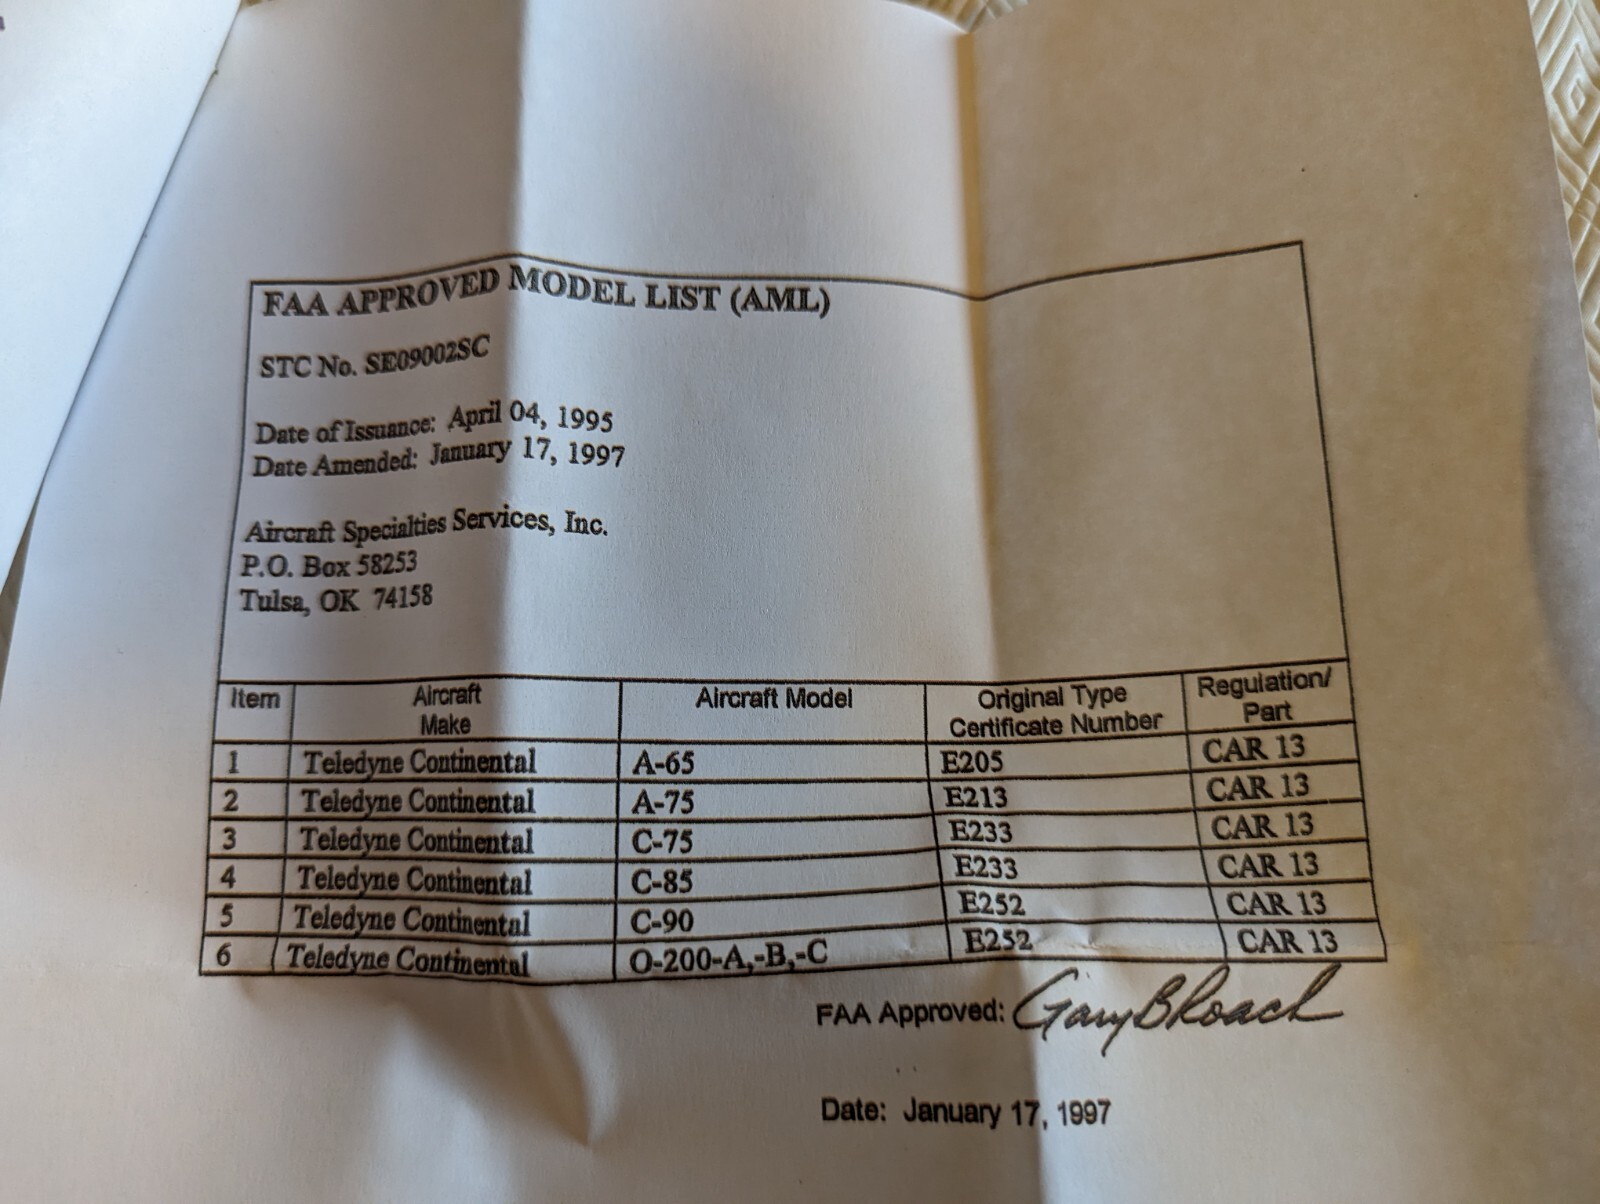 FAA APPROVED MODEL LIST (AML)
STC No. SE09002SC
Date of Issuance: April 04, 1995
Date Amended: January 17, 1997
Aircraft Specialties Services, Inc.
P.O. Box 58253
Tulsa, OK 74158
Item Aircraft Make Aircraft Model Original Type Certificate Number Regulation/ Part
1 Teledyne Continental A-65 E205 CAR 13
2 Teledyne Continental A-75 E213 CAR 13
3 Teledyne Continental C-75 E233 CAR 13
4 Teledyne Continental C-85 E233 CAR 13
5 Teledyne Continental C-90 E252 CAR 13
6 Teledyne Continental O-200-A,-B,-C E252 CAR 13
FAA Approved: Gary B Roach
Date: January 17, 1997